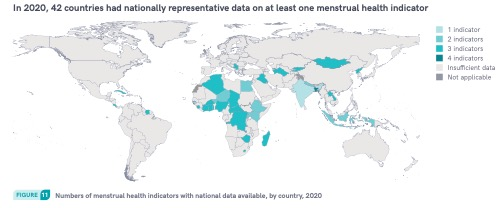 In 2020, 42 countries had nationally representative data on at least one menstrual health indicator
1 indicator
2 indicators
3 indicators
4 indicators
Insufficient data
Not applicable
FIGURE 11 Numbers of menstrual health indicators with national data available, by country, 2020